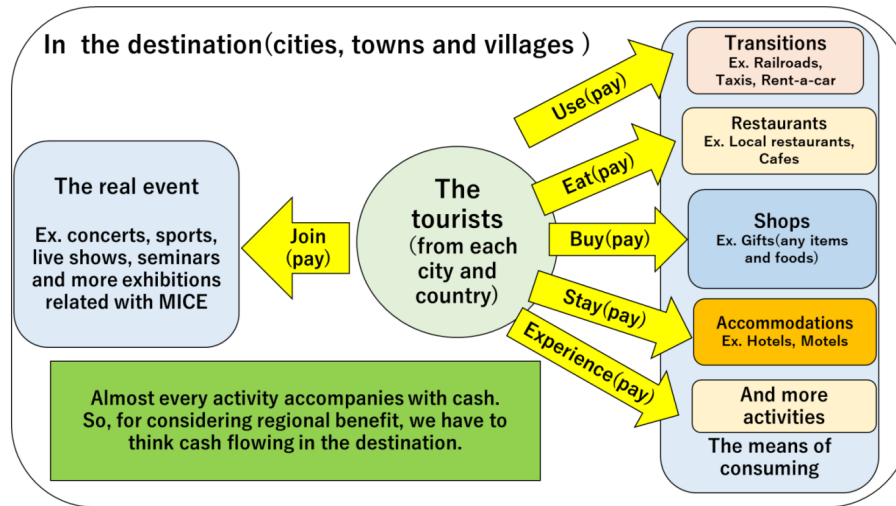 In the destination(cities, towns and villages )
The real event
Ex. concerts, sports,
live shows, seminars
and more exhibitions
related with MICE
Join
(pay)
The
tourists
(from each
city and
country)
Use(pay)
Eat(pay)
Buy(pay)
Stay(pay)
Experience(pay)
Transitions
Ex. Railroads,
Taxis, Rent-a-car
Restaurants
Ex. Local restaurants,
Cafes
Shops
Ex. Gifts(any items
and foods)
Accommodations
Ex. Hotels, Motels
And more
activities
The means of
consuming
Almost every activity accompanies with cash.
So, for considering regional benefit, we have to
think cash flowing in the destination.